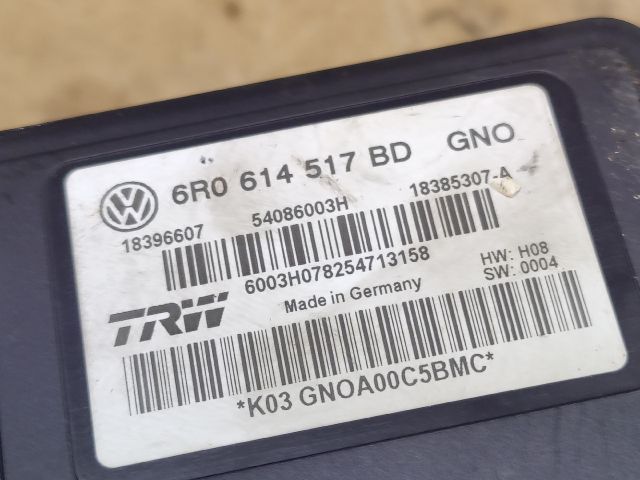 6R0 614 517 BD GNO
18396607 54086003H 18385307-A
6003H078254713158
HW: H08
SW: 0004
TRW Made in Germany
*K03 GNOA00C5BMC*